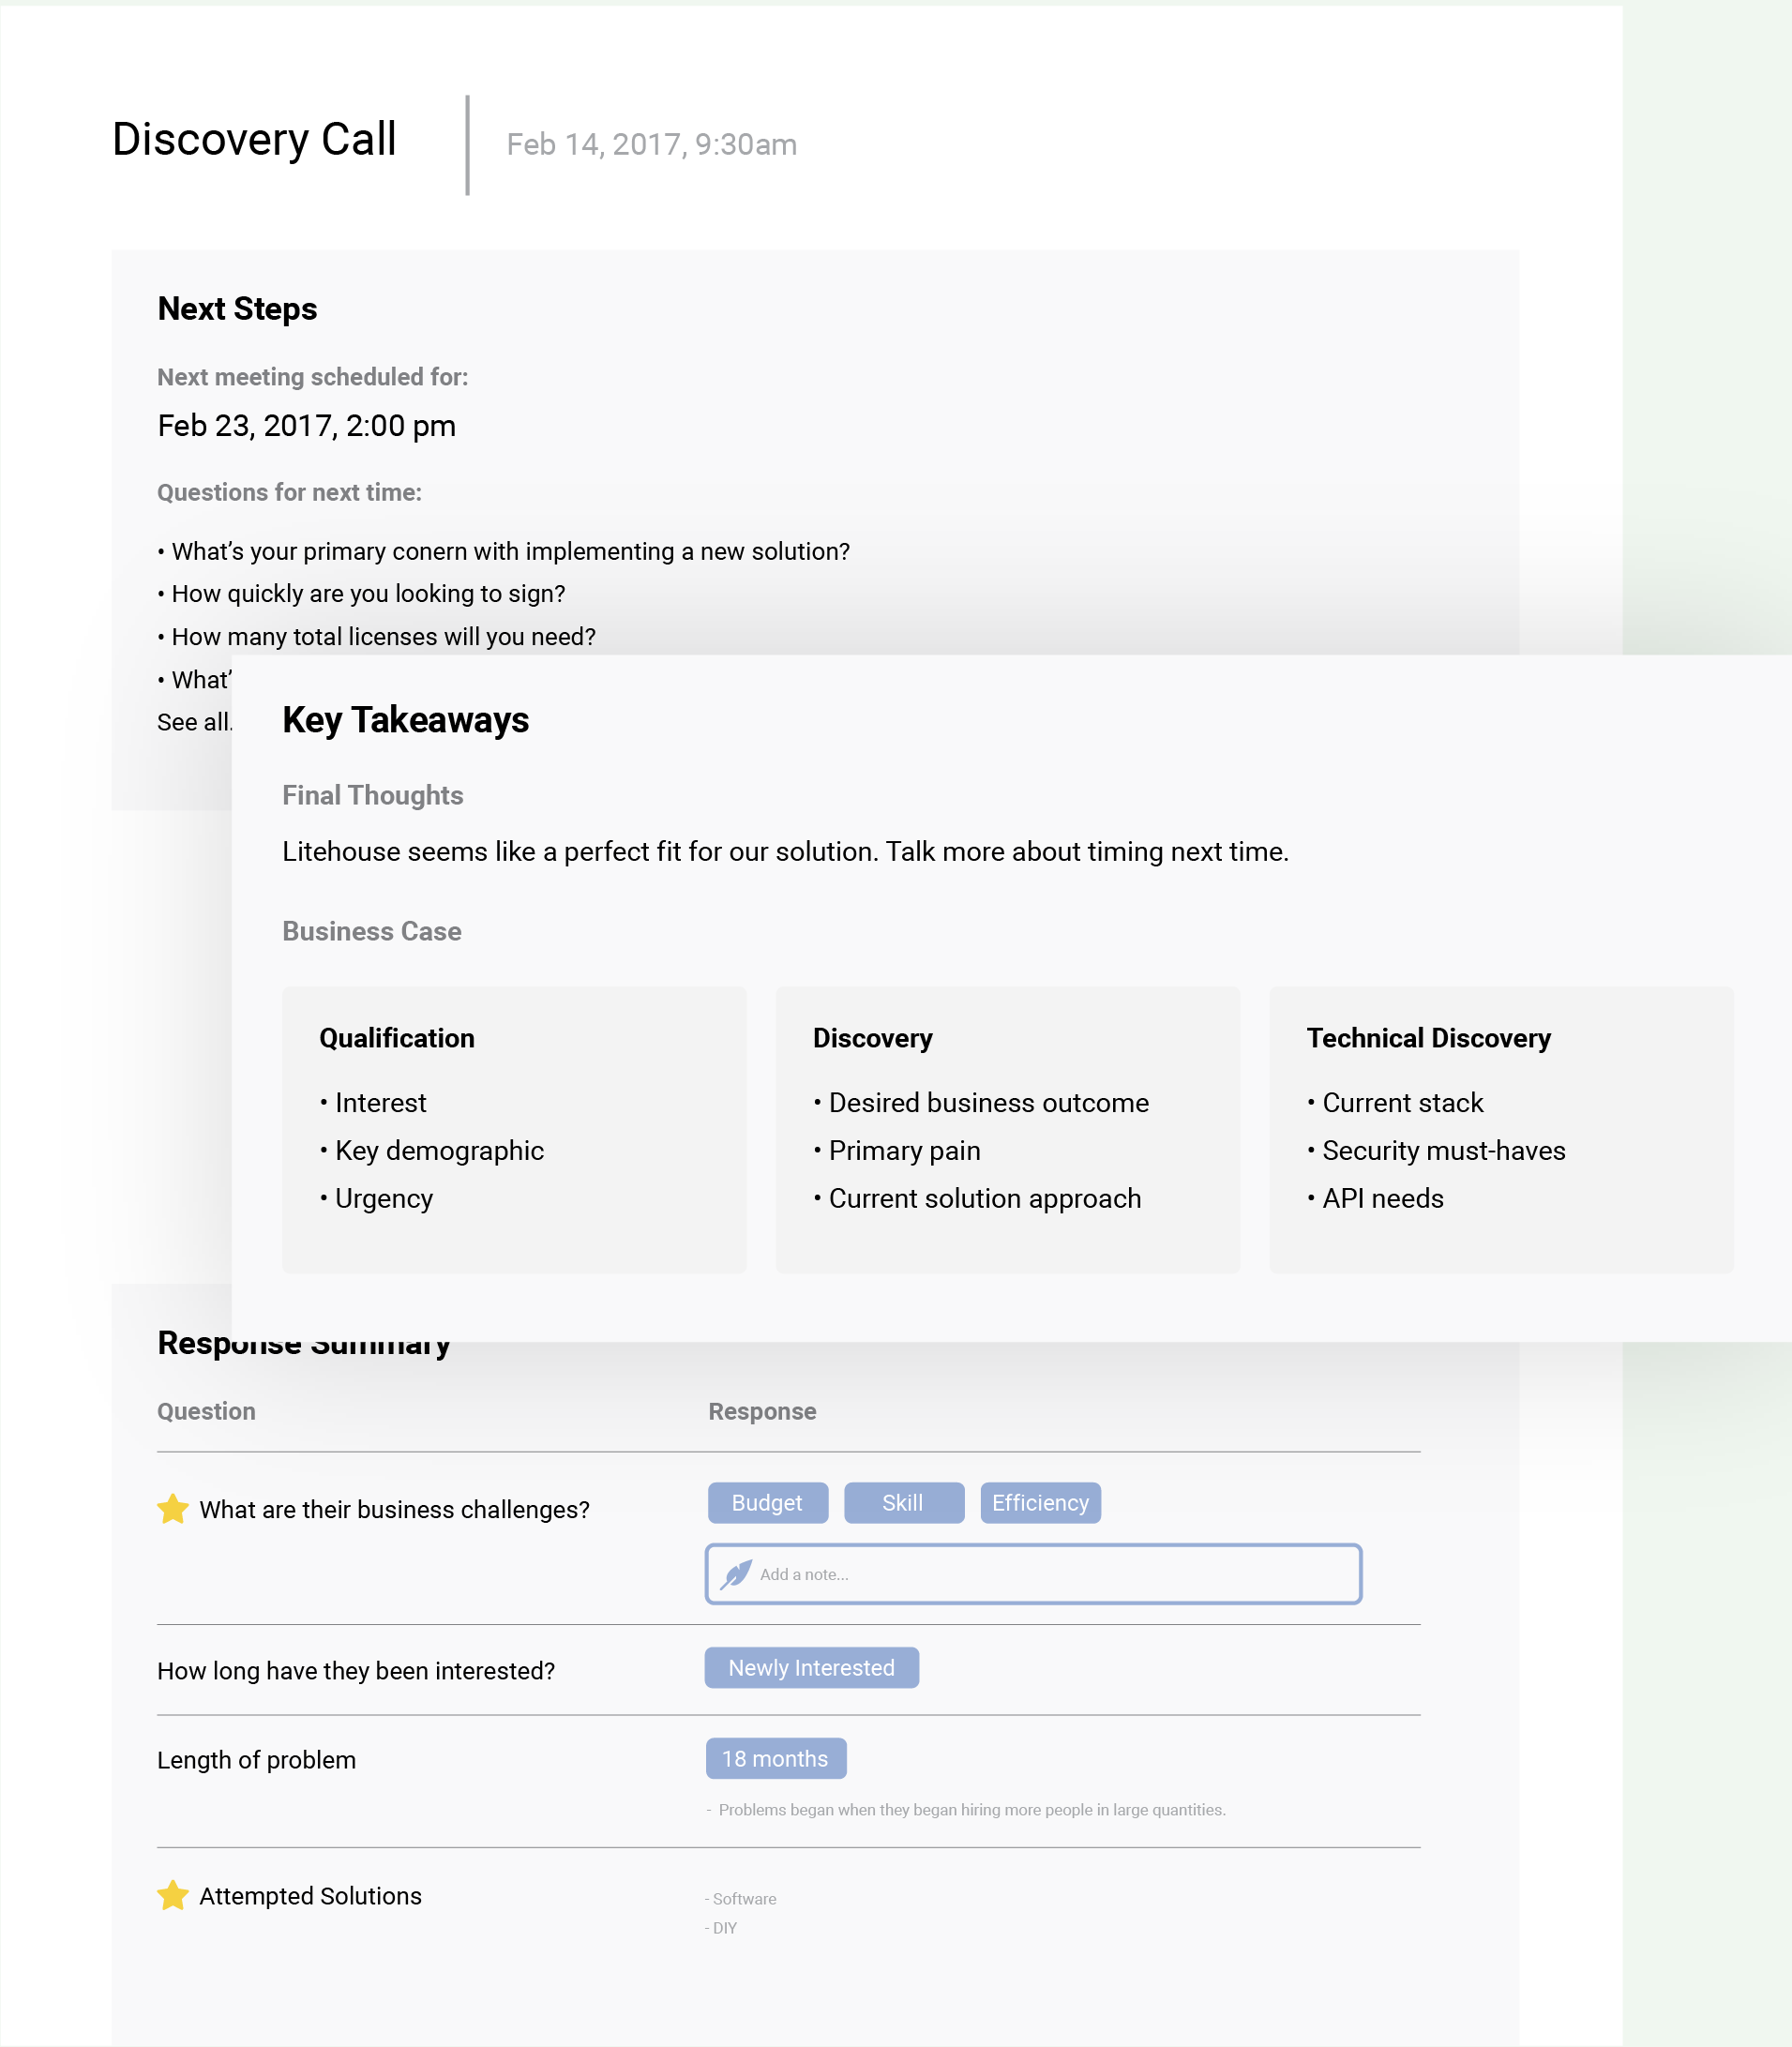 Discovery Call
Feb 14, 2017, 9:30am
Next Steps
Next meeting scheduled for:
Feb 23, 2017, 2:00 pm
Questions for next time:
• What’s your primary conern with implementing a new solution?
• How quickly are you looking to sign?
• How many total licenses will you need?
• What’
See all.
Key Takeaways
Final Thoughts
Litehouse seems like a perfect fit for our solution. Talk more about timing next time.
Business Case
Qualification
• Interest
• Key demographic
• Urgency
Discovery
• Desired business outcome
• Primary pain
• Current solution approach
Technical Discovery
• Current stack
• Security must-haves
• API needs
Response Summary
Question
Response
What are their business challenges?
Budget
Skill
Efficiency
Add a note...
How long have they been interested?
Newly Interested
Length of problem
18 months
- Problems began when they began hiring more people in large quantities.
Attempted Solutions
- Software
- DIY